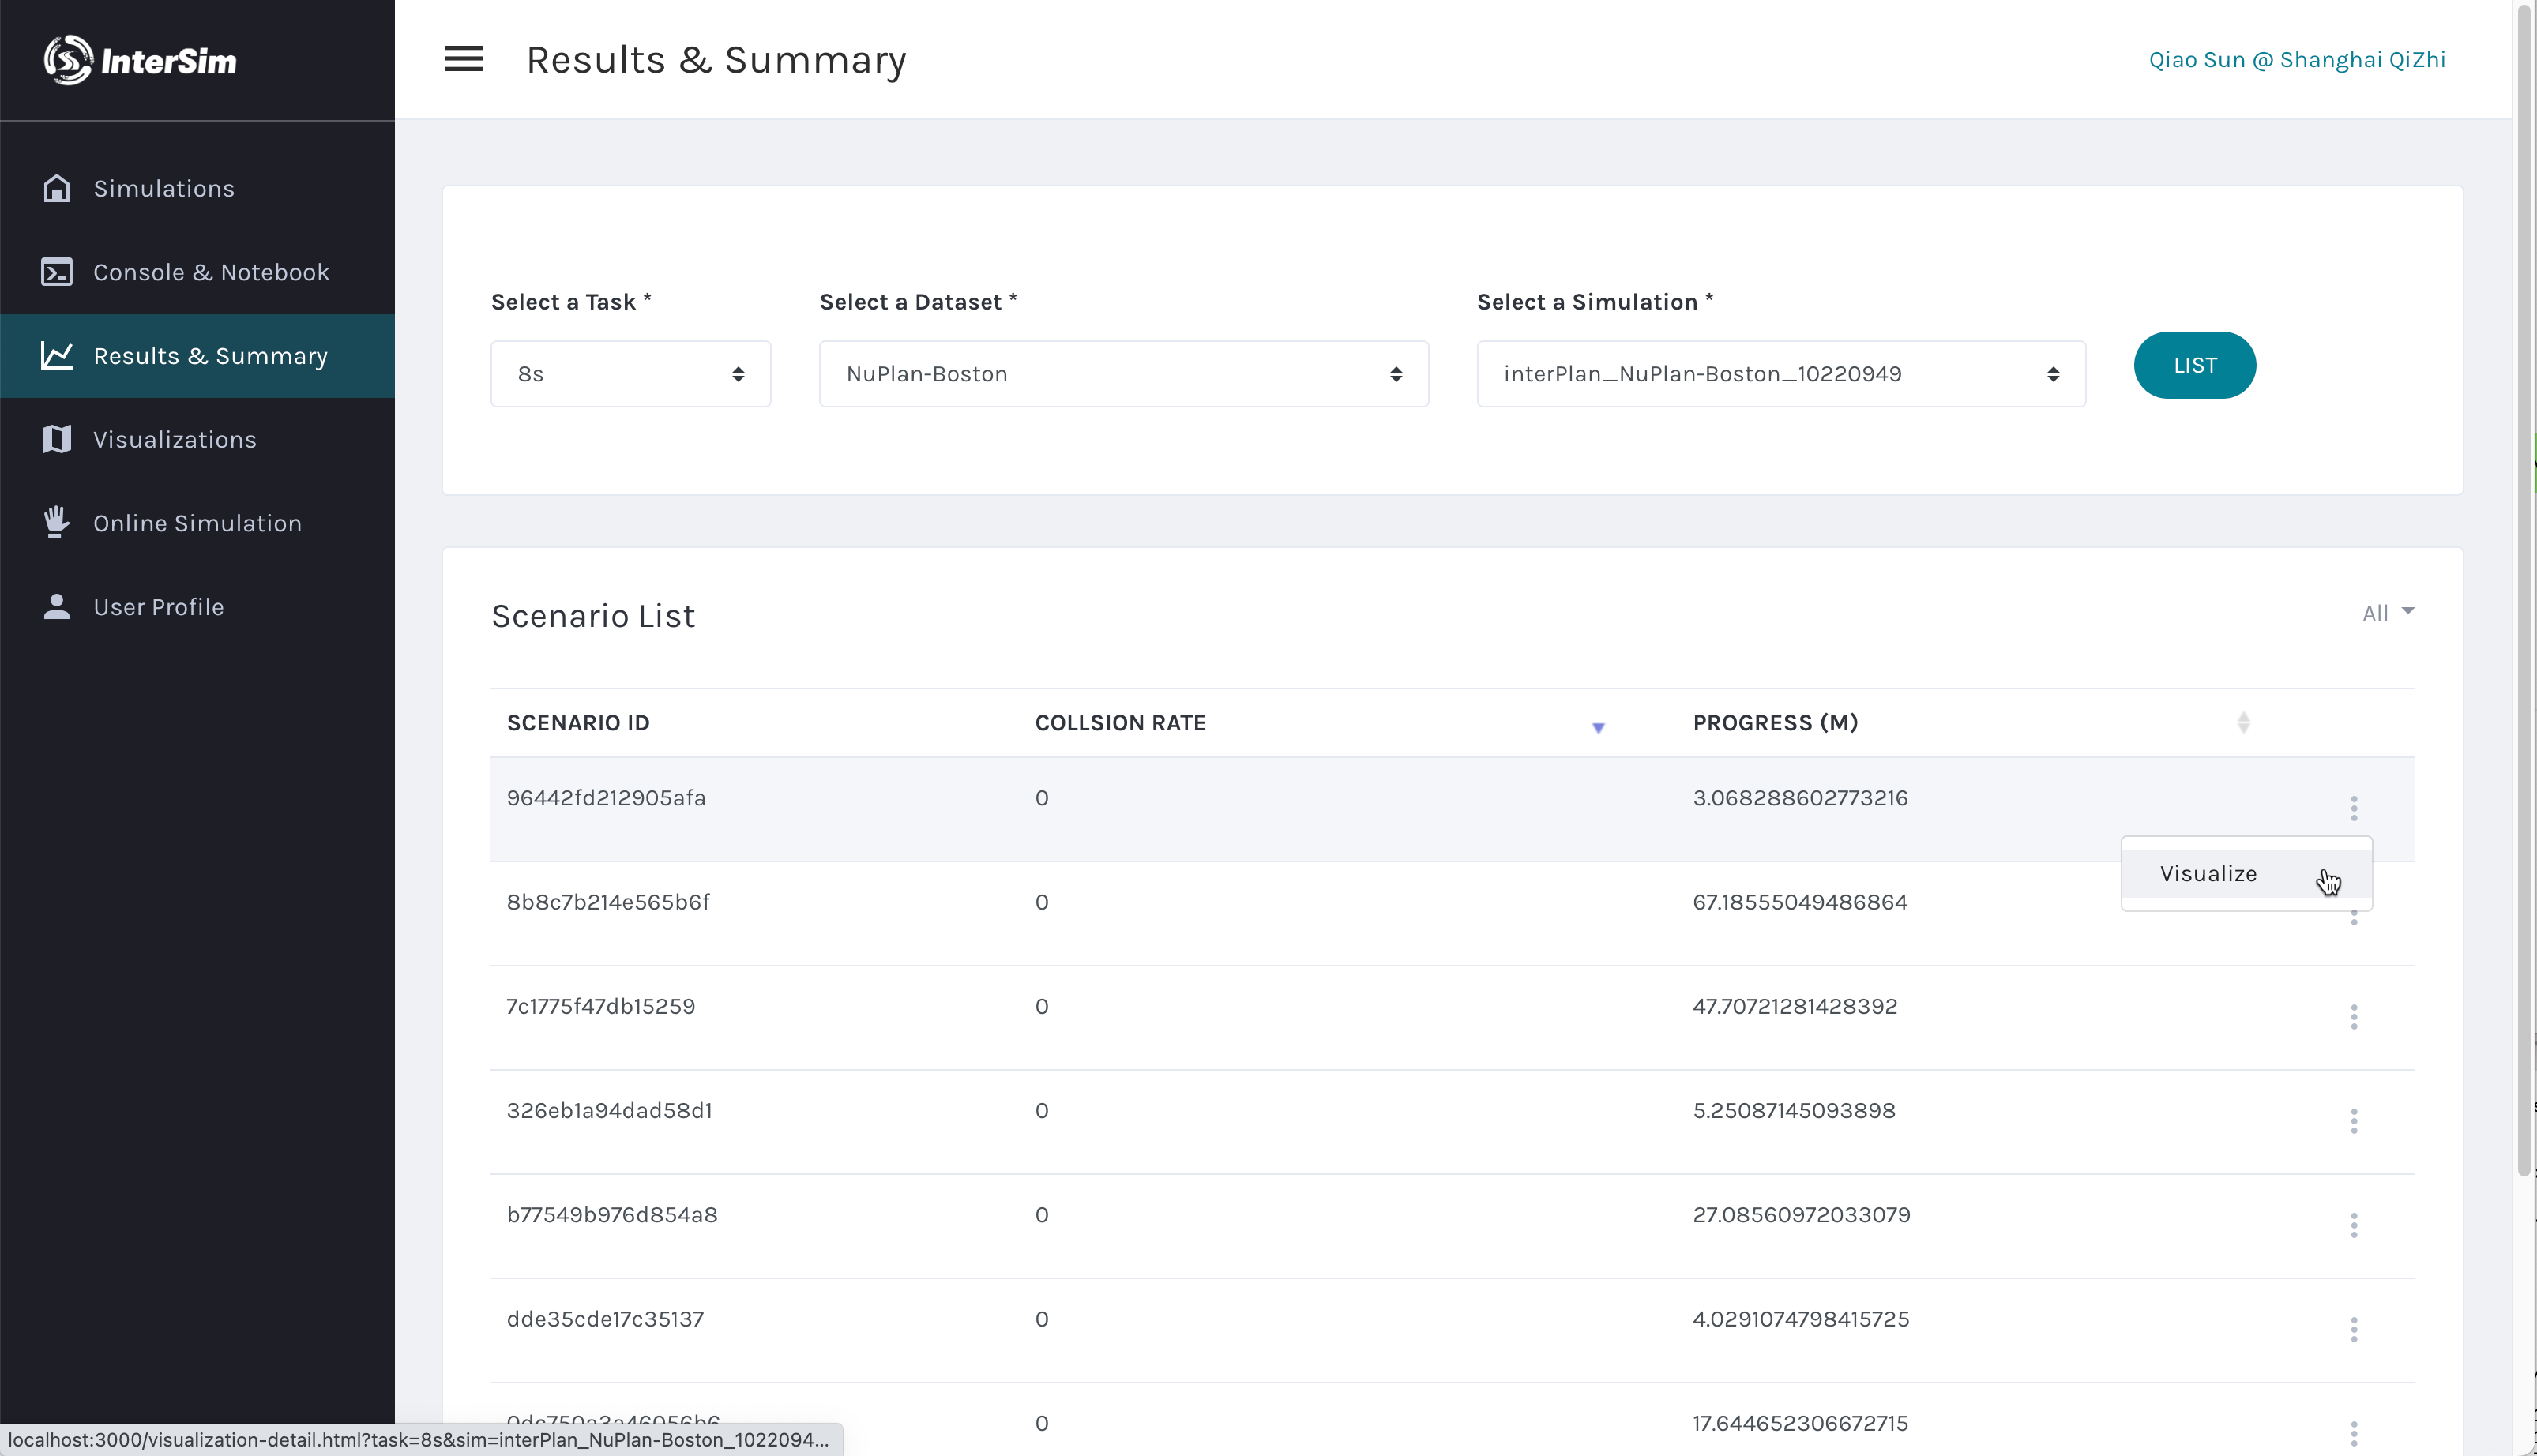 InterSim
Results & Summary
Qiao Sun @ Shanghai QiZhi
Simulations
Console & Notebook
Results & Summary
Visualizations
Online Simulation
User Profile
Select a Task *
Select a Dataset *
Select a Simulation *
8s
NuPlan-Boston
interPlan_NuPlan-Boston_10220949
LIST
Scenario List
All
SCENARIO ID COLLSION RATE PROGRESS (M)
96442fd212905afa 0 3.068288602773216
Visualize
8b8c7b214e565b6f 0 67.18555049486864
7c1775f47db15259 0 47.70721281428392
326eb1a94dad58d1 0 5.25087145093898
b77549b976d854a8 0 27.08560972033079
dde35cde17c35137 0 4.0291074798415725
0 17.644652306672715
localhost:3000/visualization-detail.html?task=8s&sim=interPlan_NuPlan-Boston_1022094...